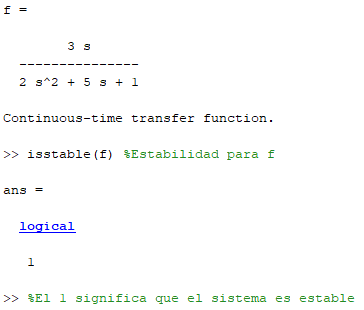 f =
3 s
---------------
2 s^2 + 5 s + 1
Continuous-time transfer function.
>> isstable(f) %Estabilidad para f
ans =
logical
1
>> %El 1 significa que el sistema es estable